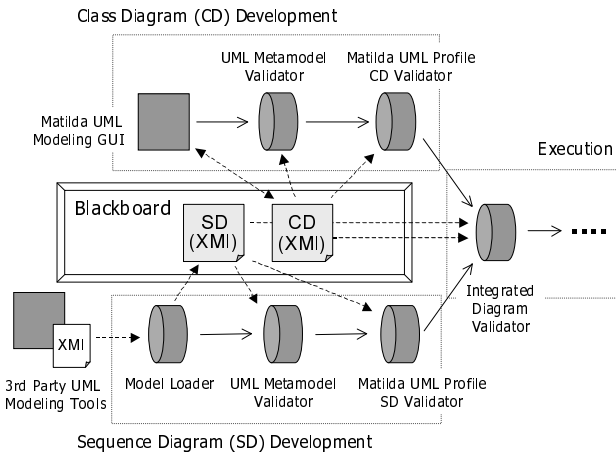 Class Diagram (CD) Development
UML Metamodel
Validator
Matilda UML Profile
CD Validator
Matilda UML
Modeling GUI
Execution
Blackboard
SD
(XMI)
CD
(XMI)
Integrated
Diagram
Validator
XMI
3rd Party UML
Modeling Tools
Model Loader
UML Metamodel
Validator
Matilda UML Profile
SD Validator
Sequence Diagram (SD) Development